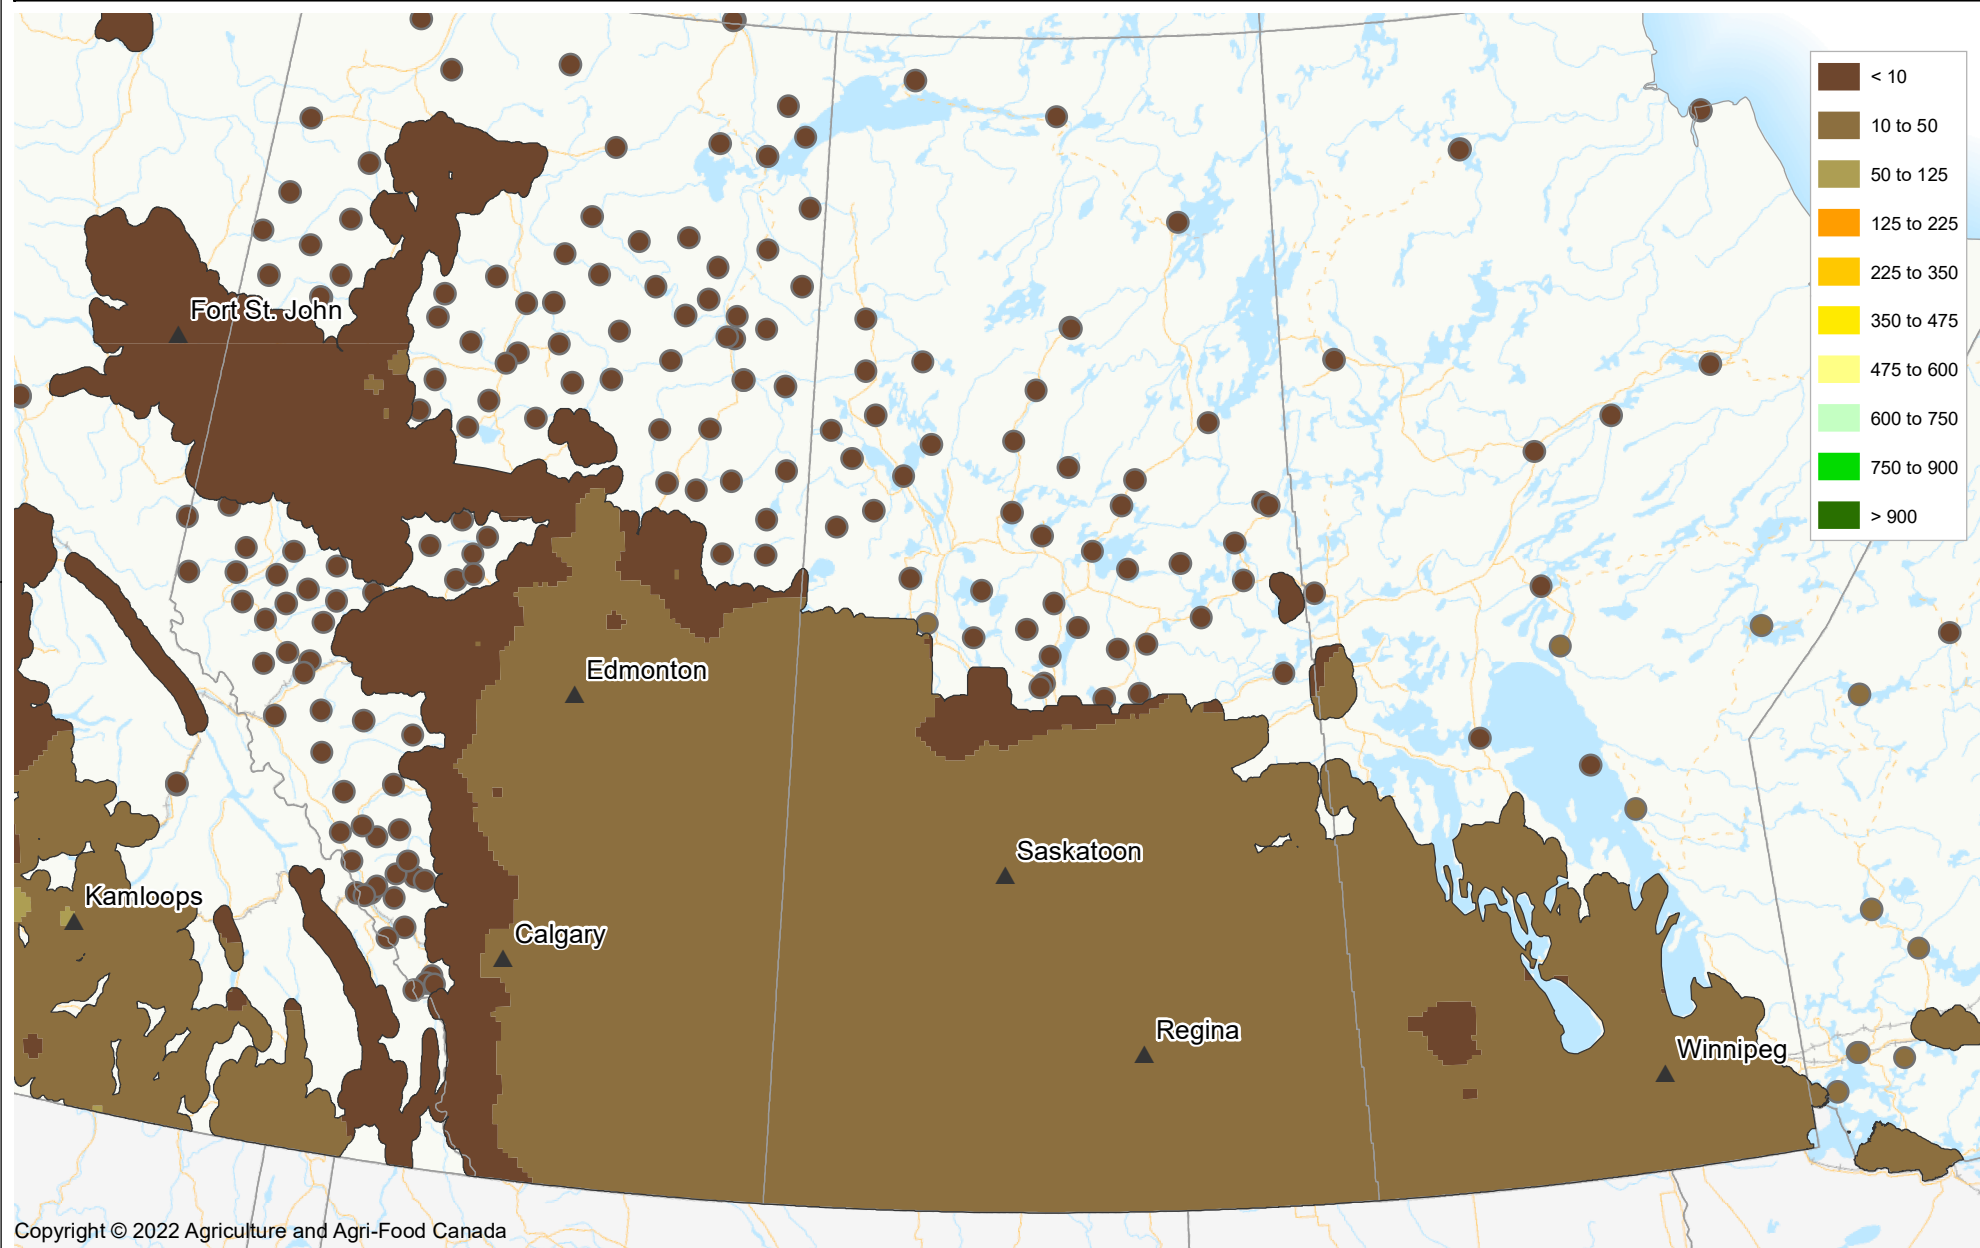 < 10
10 to 50
50 to 125
125 to 225
225 to 350
350 to 475
475 to 600
600 to 750
750 to 900
> 900
Fort St. John
Edmonton
Saskatoon
Kamloops
Calgary
Regina
Winnipeg
Copyright © 2022 Agriculture and Agri-Food Canada